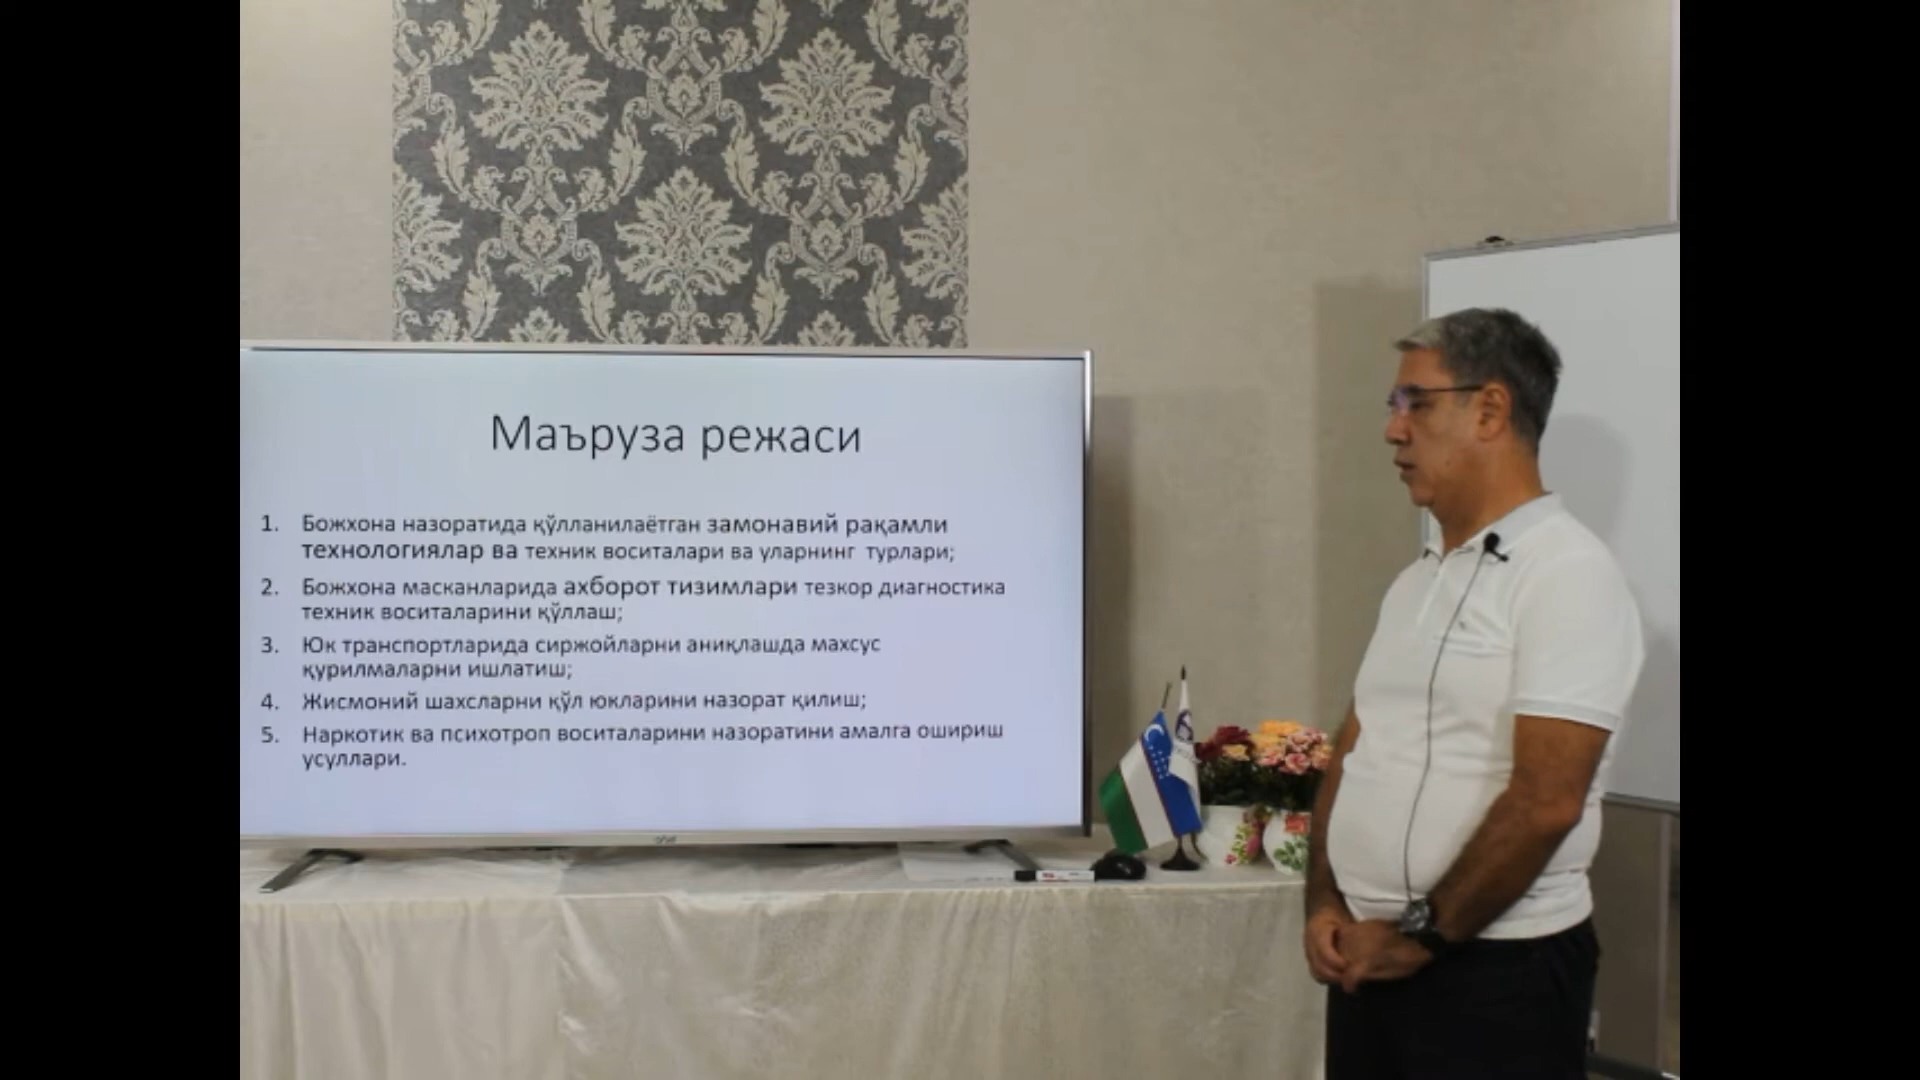 Маъруза режаси
1. Божхона назоратида қўлланилаётган замонавий рақамли
технологиялар ва техник воситалари ва уларнинг турлари;
2. Божхона масканларида ахборот тизимлари тезкор диагностика
техник воситаларини қўллаш;
3. Юк транспортларида сиржойларни аниқлашда махсус
қурилмаларни ишлатиш;
4. Жисмоний шахсларни қўл юкларини назорат қилиш;
5. Наркотик ва психотроп воситаларини назоратини амалга ошириш
усуллари.